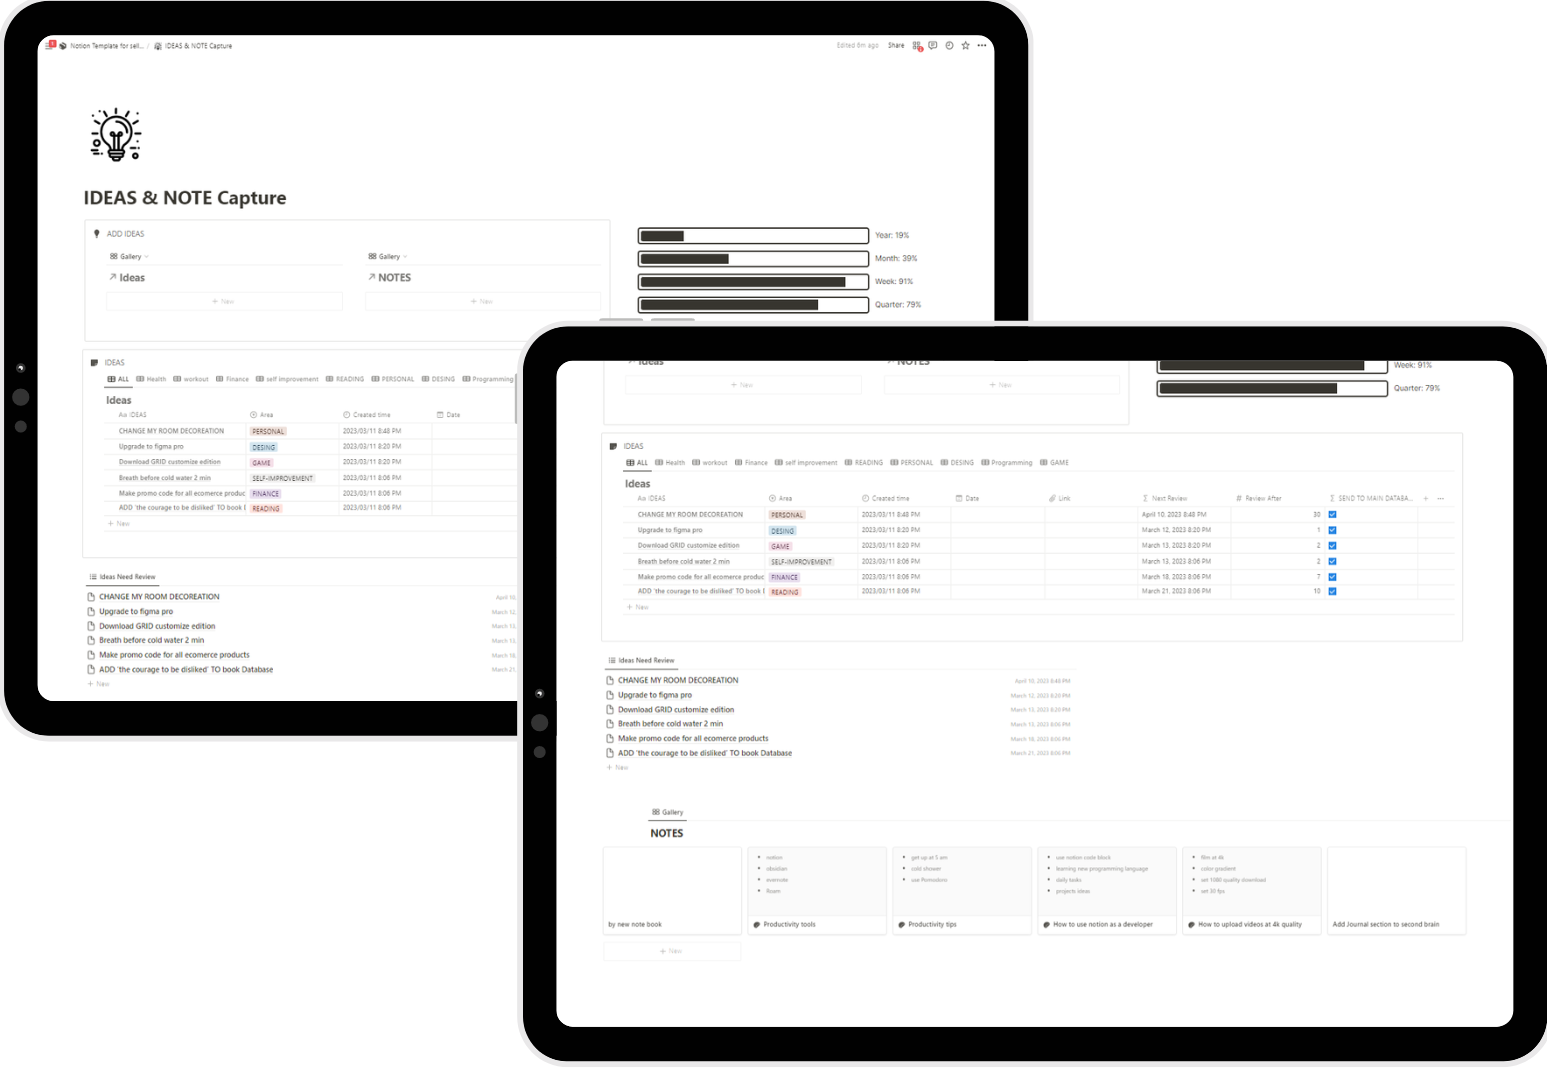 Notion Template for sell... / IDEAS & NOTE Capture
Edited 6m ago Share
IDEAS & NOTE Capture
ADD IDEAS
Gallery Gallery
Ideas NOTES
+ New + New
Year: 19%
Month: 39%
Week: 91%
Quarter: 79%
IDEAS
ALL Health workout Finance self improvement READING PERSONAL DESING Programming
Ideas
Aa IDEAS Area Created time Date
CHANGE MY ROOM DECOREATION PERSONAL 2023/03/11 8:48 PM
Upgrade to figma pro DESING 2023/03/11 8:20 PM
Download GRID customize edition GAME 2023/03/11 8:20 PM
Breath before cold water 2 min SELF-IMPROVEMENT 2023/03/11 8:06 PM
Make promo code for all ecomerce produc FINANCE 2023/03/11 8:06 PM
ADD 'the courage to be disliked' TO book I READING 2023/03/11 8:06 PM
+ New
Ideas Need Review
CHANGE MY ROOM DECOREATION April 10,
Upgrade to figma pro March 12,
Download GRID customize edition March 13,
Breath before cold water 2 min March 13,
Make promo code for all ecomerce products March 18,
ADD 'the courage to be disliked' TO book Database March 21,
+ New
Ideas NOTES
+ New + New
Week: 91%
Quarter: 79%
IDEAS
ALL Health workout Finance self improvement READING PERSONAL DESING Programming GAME
Ideas
Aa IDEAS Area Created time Date Link Next Review # Review After Σ SEND TO MAIN DATABA... + ...
CHANGE MY ROOM DECOREATION PERSONAL 2023/03/11 8:48 PM April 10, 2023 8:48 PM 30
Upgrade to figma pro DESING 2023/03/11 8:20 PM March 12, 2023 8:20 PM 1
Download GRID customize edition GAME 2023/03/11 8:20 PM March 13, 2023 8:20 PM 2
Breath before cold water 2 min SELF-IMPROVEMENT 2023/03/11 8:06 PM March 13, 2023 8:06 PM 2
Make promo code for all ecomerce produc FINANCE 2023/03/11 8:06 PM March 18, 2023 8:06 PM 7
ADD 'the courage to be disliked' TO book I READING 2023/03/11 8:06 PM March 21, 2023 8:06 PM 10
+ New
Ideas Need Review
CHANGE MY ROOM DECOREATION April 10, 2023 8:48 PM
Upgrade to figma pro March 12, 2023 8:20 PM
Download GRID customize edition March 13, 2023 8:20 PM
Breath before cold water 2 min March 13, 2023 8:06 PM
Make promo code for all ecomerce products March 18, 2023 8:06 PM
ADD 'the courage to be disliked' TO book Database March 21, 2023 8:06 PM
+ New
Gallery
NOTES
by new note book
• notion
• obsidian
• evernote
• Roam
Productivity tools
• get up at 5 am
• cold shower
• use Pomodoro
Productivity tips
• use notion code block
• learning new programming language
• daily tasks
• projects ideas
How to use notion as a developer
• film at 4k
• color gradient
• set 1080 quality download
• set 30 fps
How to upload videos at 4k quality
Add Journal section to second brain
+ New